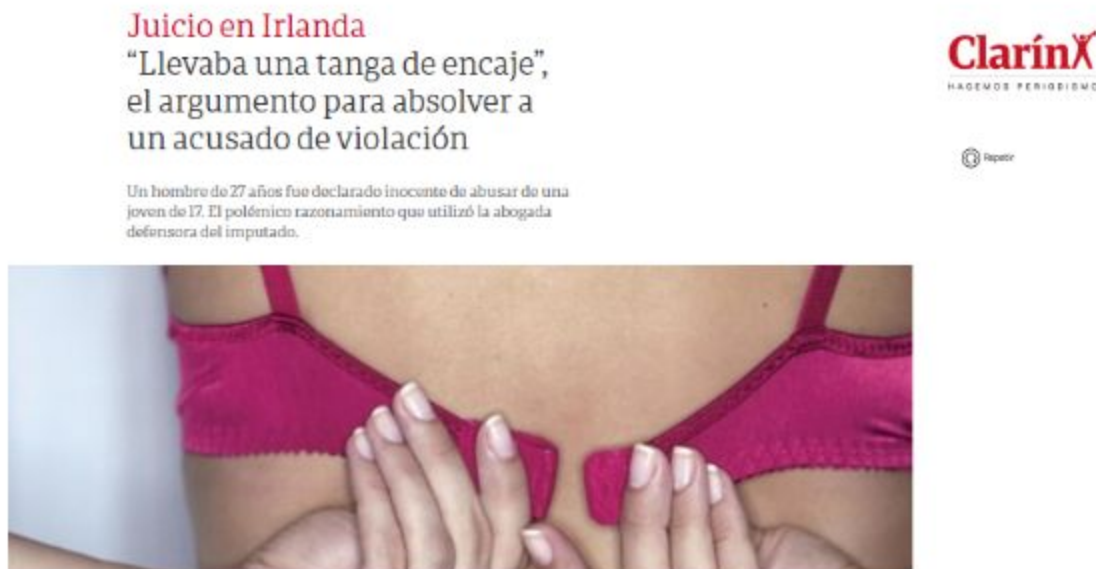 Juicio en Irlanda
“Llevaba una tanga de encaje”,
el argumento para absolver a
un acusado de violación
Un hombre de 27 años fue declarado inocente de abusar de una
joven de 17. El polémico razonamiento que utilizó la abogada
defensora del imputado.
Clarín
HACEMOS PERIODISMO
Repetir